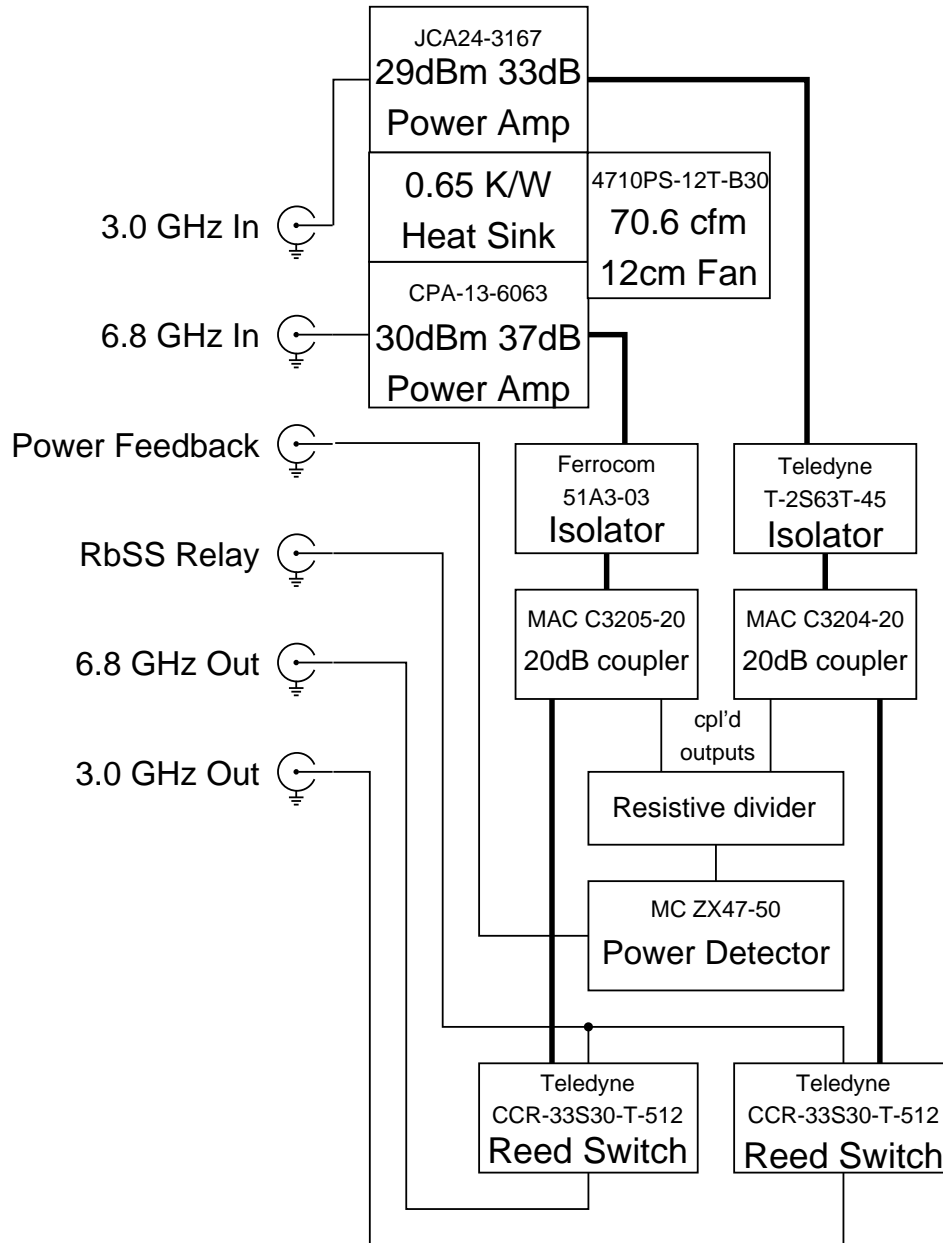 JCA24-3167
29dBm 33dB
Power Amp
0.65 K/W
Heat Sink
4710PS-12T-B30
70.6 cfm
12cm Fan
3.0 GHz In
CPA-13-6063
30dBm 37dB
Power Amp
6.8 GHz In
Power Feedback
Ferrocom
51A3-03
Isolator
Teledyne
T-2S63T-45
Isolator
RbSS Relay
MAC C3205-20
20dB coupler
MAC C3204-20
20dB coupler
6.8 GHz Out
cpl'd
outputs
3.0 GHz Out
Resistive divider
MC ZX47-50
Power Detector
Teledyne
CCR-33S30-T-512
Reed Switch
Teledyne
CCR-33S30-T-512
Reed Switch